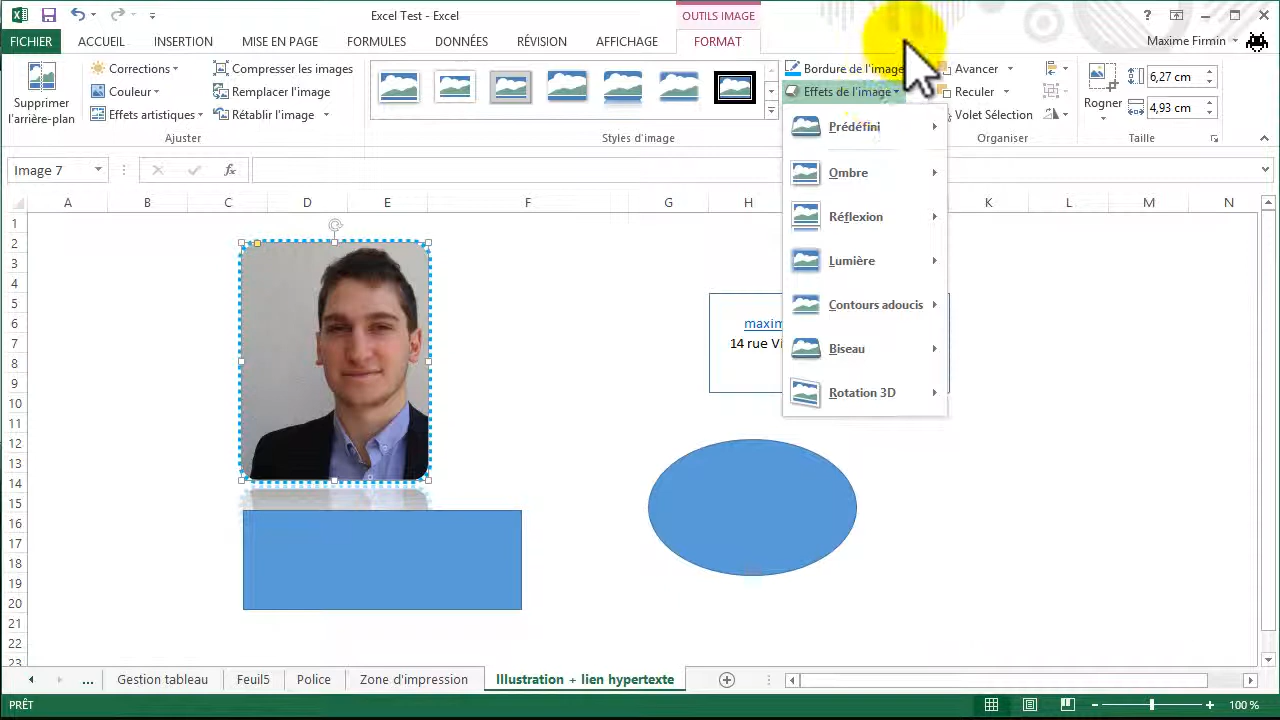 Excel Test - Excel
OUTILS IMAGE
?
FICHIER ACCUEIL INSERTION MISE EN PAGE FORMULES DONNÉES RÉVISION AFFICHAGE FORMAT Maxime Firmin
Supprimer l'arrière-plan
Corrections
Couleur
Effets artistiques
Compresser les images
Remplacer l'image
Rétablir l'image
Ajuster
Styles d'image
Bordure de l'image
Effets de l'image
Avancer
Reculer
Volet Sélection
Organiser
Rogner
6,27 cm
4,93 cm
Taille
Prédéfini
Ombre
Réflexion
Lumière
Contours adoucis
Biseau
Rotation 3D
Image 7
fx
A B C D E F G H K L M N
1
2
3
4
5
6
7
8
9
10
11
12
13
14
15
16
17
18
19
20
21
22
23
maxim
14 rue Vi
... Gestion tableau Feuil5 Police Zone d'impression Illustration + lien hypertexte
PRÊT
100 %